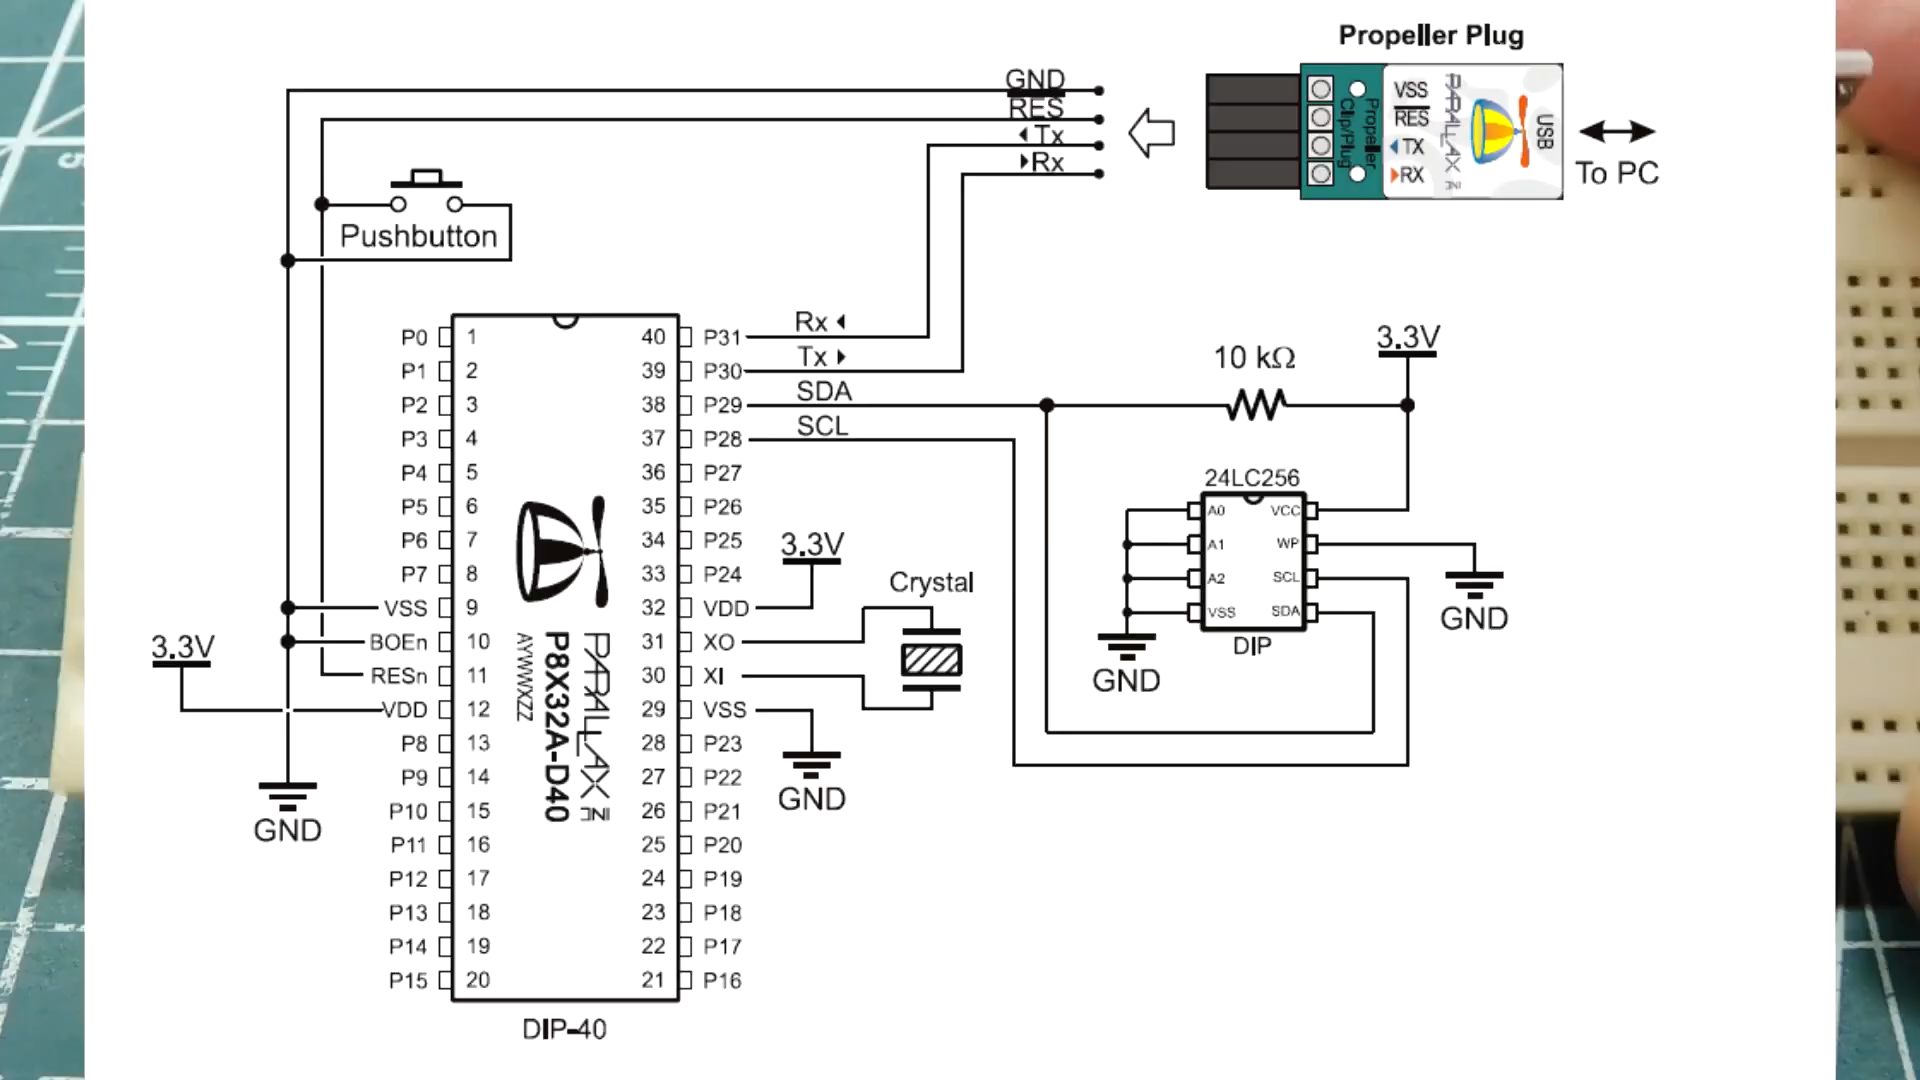 Propeller Plug
GND
RES
Tx
Rx
Propeller
Clip/Plug
VSS
RES
TX
RX
PARALLAX INC
USB
To PC
Pushbutton
Rx
Tx
SDA
SCL
10 kΩ
3.3V
P0 1 40 P31
P1 2 39 P30
P2 3 38 P29
P3 4 37 P28
P4 5 36 P27
P5 6 35 P26
P6 7 34 P25
P7 8 33 P24
VSS 9 32 VDD
BOEn 10 31 XO
RESn 11 30 XI
VDD 12 29 VSS
P8 13 28 P23
P9 14 27 P22
P10 15 26 P21
P11 16 25 P20
P12 17 24 P19
P13 18 23 P18
P14 19 22 P17
P15 20 21 P16
PARALLAX INC
P8X32A-D40
AYWWXZZ
DIP-40
3.3V
GND
3.3V
Crystal
GND
24LC256
A0 VCC
A1 WP
A2 SCL
VSS SDA
DIP
GND
GND
5